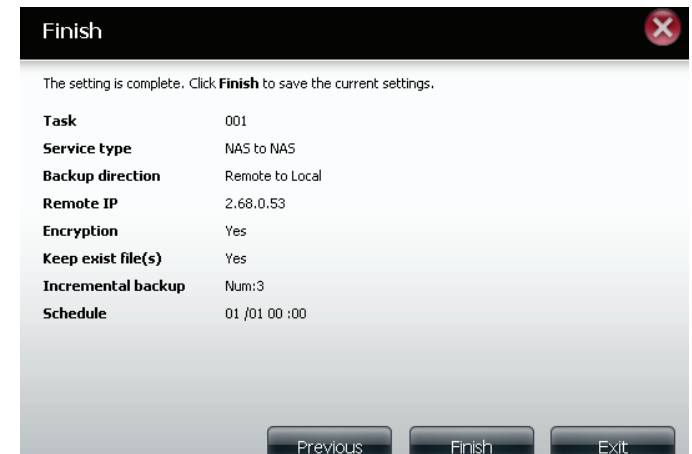 Finish
The setting is complete. Click Finish to save the current settings.
Task 001
Service type NAS to NAS
Backup direction Remote to Local
Remote IP 2.68.0.53
Encryption Yes
Keep exist file(s) Yes
Incremental backup Num:3
Schedule 01 /01 00 :00
Previous Finish Exit